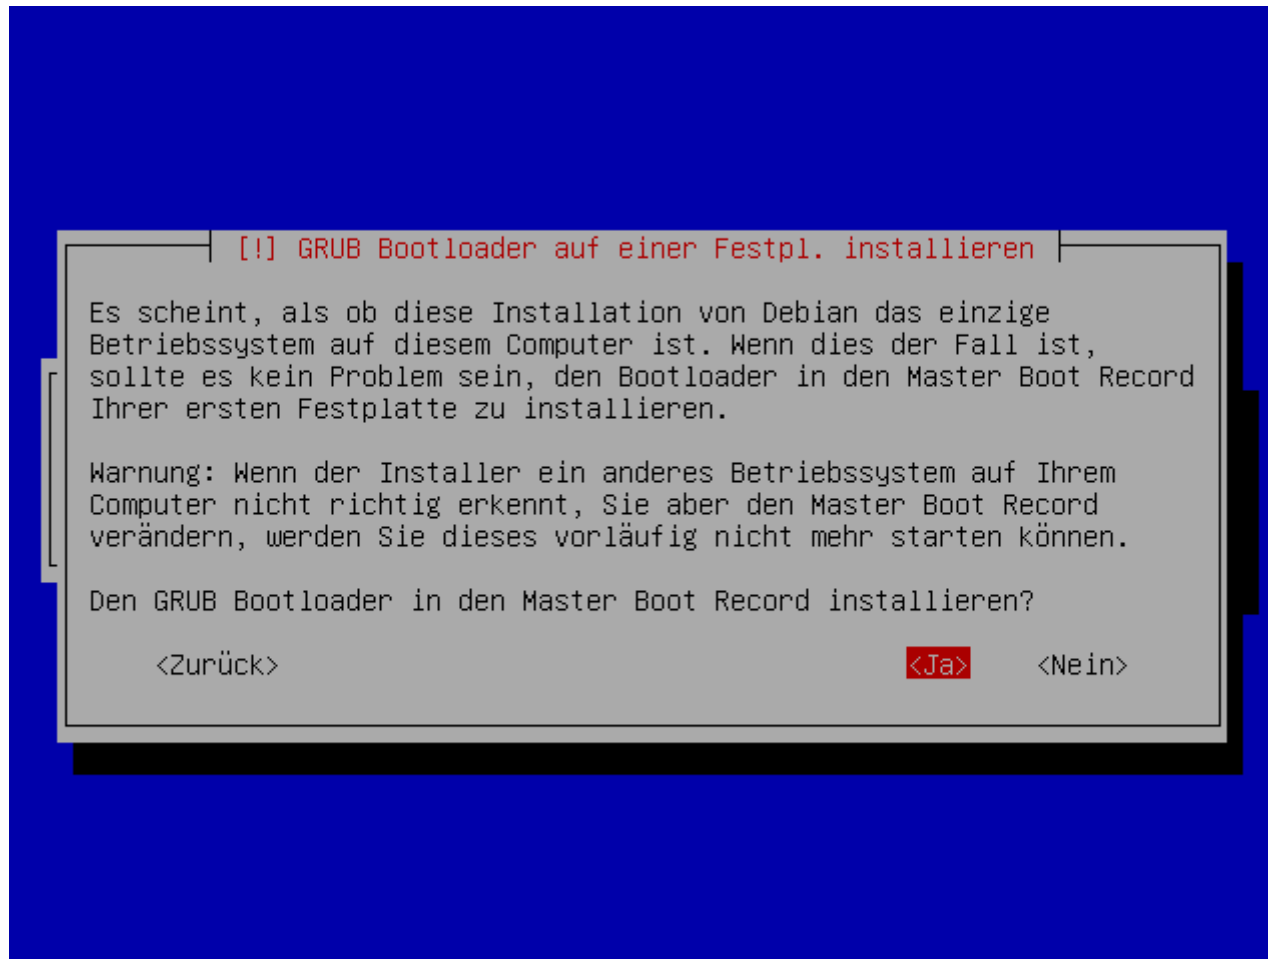 [!] GRUB Bootloader auf einer Festpl. installieren
Es scheint, als ob diese Installation von Debian das einzige
Betriebssystem auf diesem Computer ist. Wenn dies der Fall ist,
sollte es kein Problem sein, den Bootloader in den Master Boot Record
Ihrer ersten Festplatte zu installieren.
Warnung: Wenn der Installer ein anderes Betriebssystem auf Ihrem
Computer nicht richtig erkennt, Sie aber den Master Boot Record
verändern, werden Sie dieses vorläufig nicht mehr starten können.
Den GRUB Bootloader in den Master Boot Record installieren?
<Zurück> <Ja> <Nein>